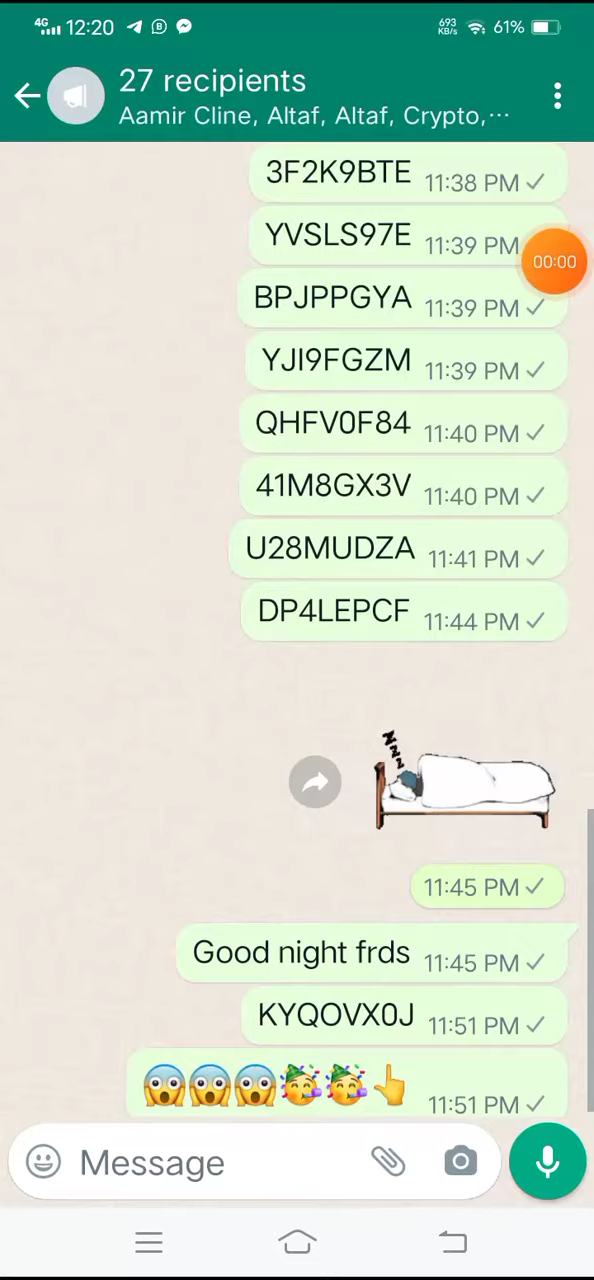 4G 12:20 693 KB/s 61%
27 recipients
Aamir Cline, Altaf, Altaf, Crypto,...
3F2K9BTE 11:38 PM
YVSLS97E 11:39 PM
00:00
BPJPPGYA 11:39 PM
YJI9FGZM 11:39 PM
QHFV0F84 11:40 PM
41M8GX3V 11:40 PM
U28MUDZA 11:41 PM
DP4LEPCF 11:44 PM
zzz
11:45 PM
Good night frds 11:45 PM
KYQOVX0J 11:51 PM
😱😱😱🥳🥳👆 11:51 PM
Message